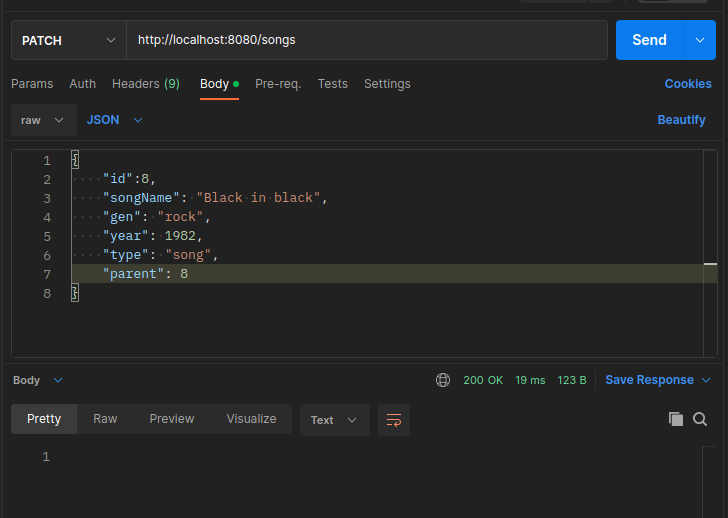 PATCH http://localhost:8080/songs Send
Params Auth Headers (9) Body Pre-req. Tests Settings Cookies
raw JSON Beautify
1 {
2 "id":8,
3 "songName": "Black in black",
4 "gen": "rock",
5 "year": 1982,
6 "type": "song",
7 "parent": 8
8 }
Body 200 OK 19 ms 123 B Save Response
Pretty Raw Preview Visualize Text
1